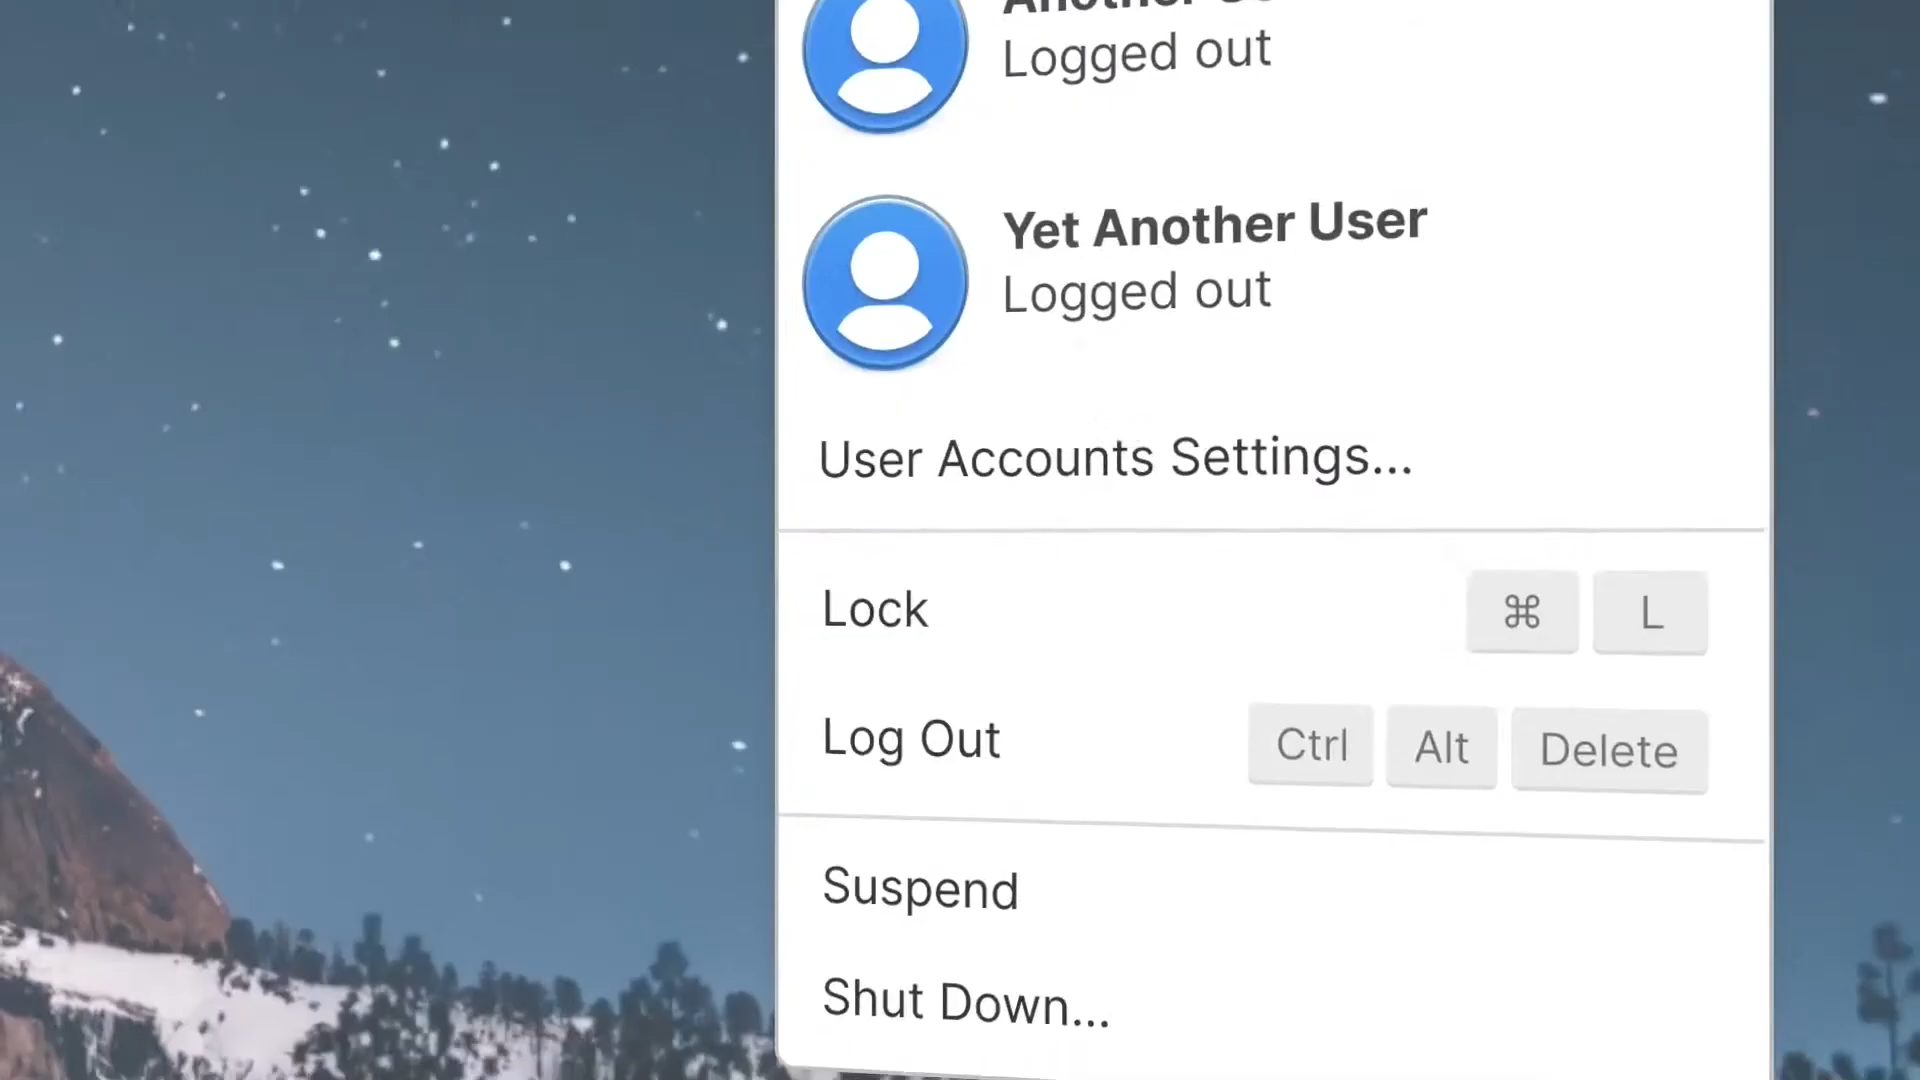 Another
Logged out
Yet Another User
Logged out
User Accounts Settings...
Lock ⌘ L
Log Out Ctrl Alt Delete
Suspend
Shut Down...